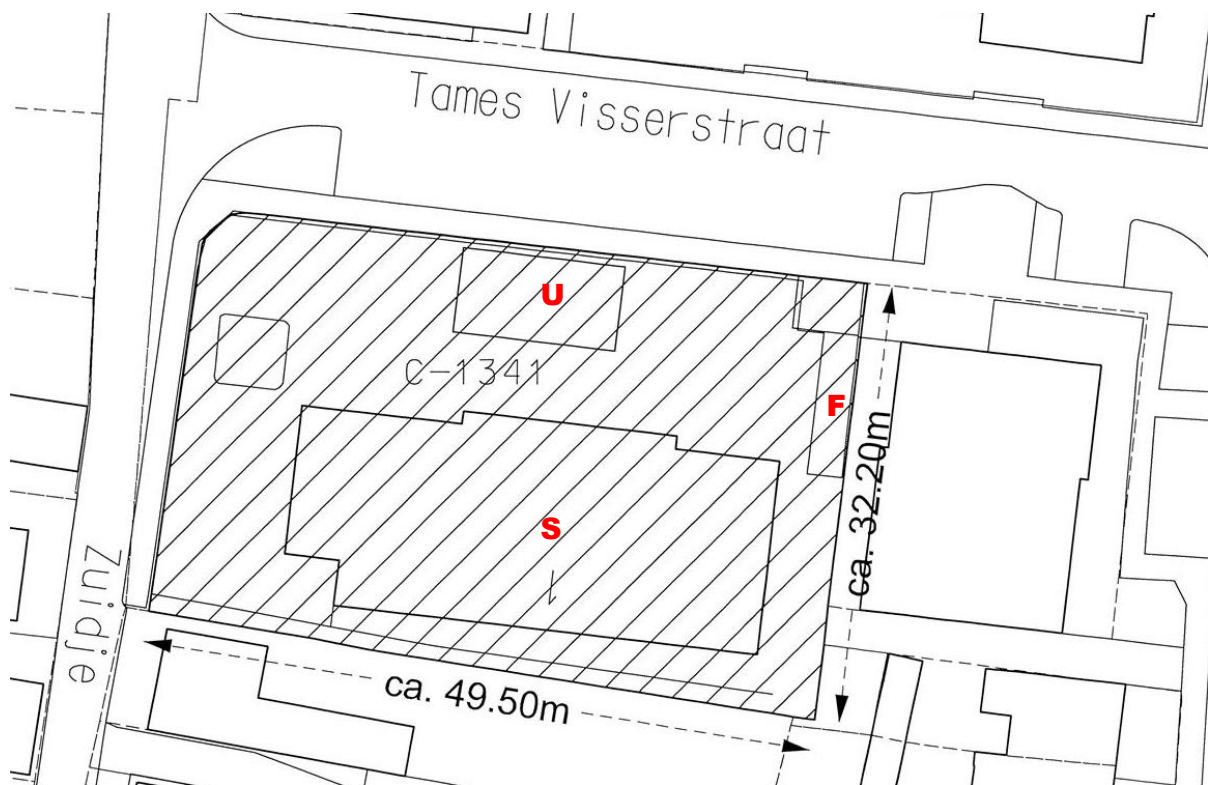 Tames Visserstraat
U
C-1341
F
ca. 32.20m
S
Zuidje
ca. 49.50m